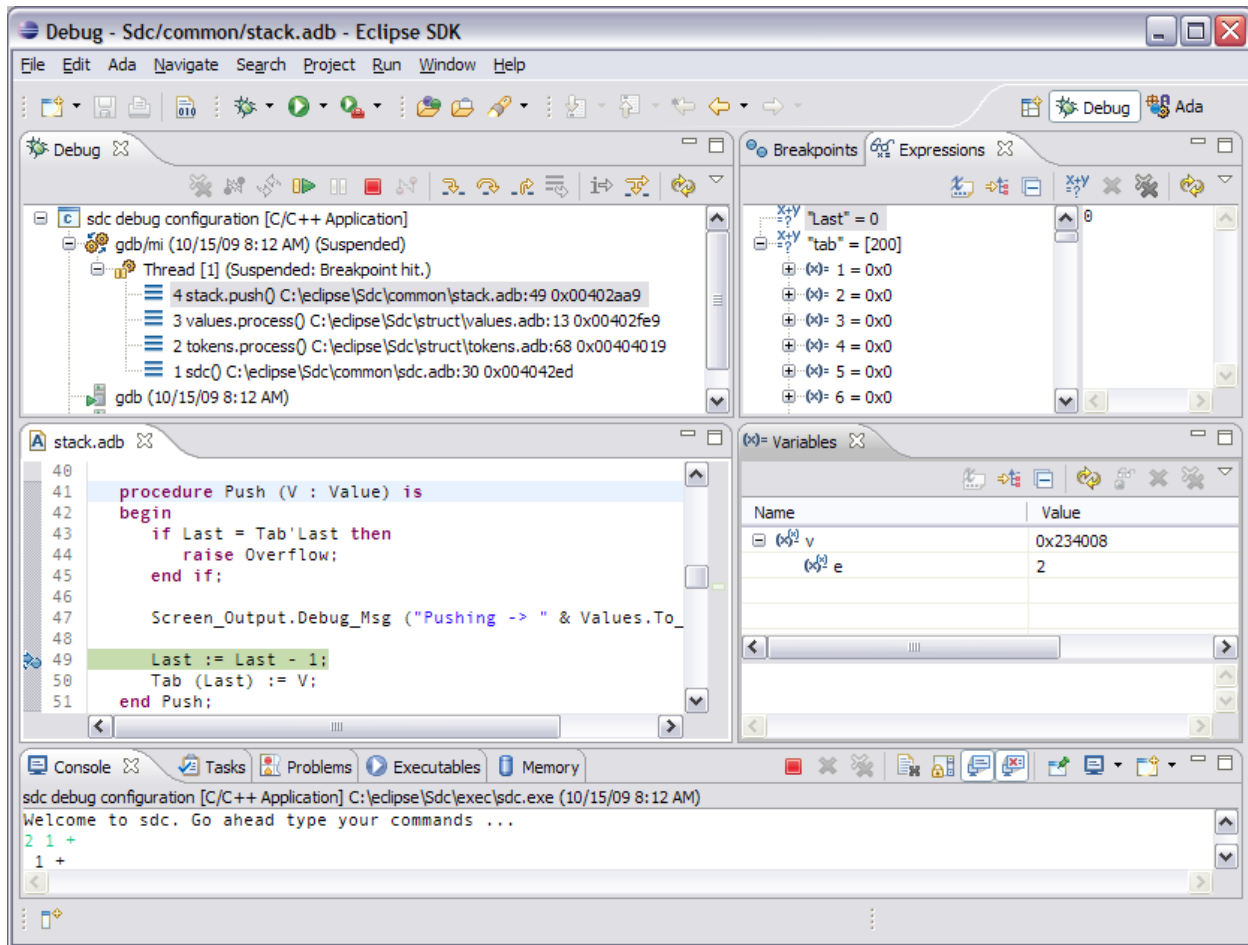 Debug - Sdc/common/stack.adb - Eclipse SDK
File Edit Ada Navigate Search Project Run Window Help
010
Debug Ada
Debug
Breakpoints Expressions
sdc debug configuration [C/C++ Application]
gdb/mi (10/15/09 8:12 AM) (Suspended)
Thread [1] (Suspended: Breakpoint hit.)
4 stack.push() C:\eclipse\Sdc\common\stack.adb:49 0x00402aa9
3 values.process() C:\eclipse\Sdc\struct\values.adb:13 0x00402fe9
2 tokens.process() C:\eclipse\Sdc\struct\tokens.adb:68 0x00404019
1 sdc() C:\eclipse\Sdc\common\sdc.adb:30 0x004042ed
gdb (10/15/09 8:12 AM)
"Last" = 0
"tab" = [200]
(x)= 1 = 0x0
(x)= 2 = 0x0
(x)= 3 = 0x0
(x)= 4 = 0x0
(x)= 5 = 0x0
(x)= 6 = 0x0
0
stack.adb
40
41 procedure Push (V : Value) is
42 begin
43 if Last = Tab'Last then
44 raise Overflow;
45 end if;
46
47 Screen_Output.Debug_Msg ("Pushing -> " & Values.To_
48
49 Last := Last - 1;
50 Tab (Last) := V;
51 end Push;
(x)= Variables
Name Value
v 0x234008
e 2
Console Tasks Problems Executables Memory
sdc debug configuration [C/C++ Application] C:\eclipse\Sdc\exec\sdc.exe (10/15/09 8:12 AM)
Welcome to sdc. Go ahead type your commands ...
2 1 +
1 +